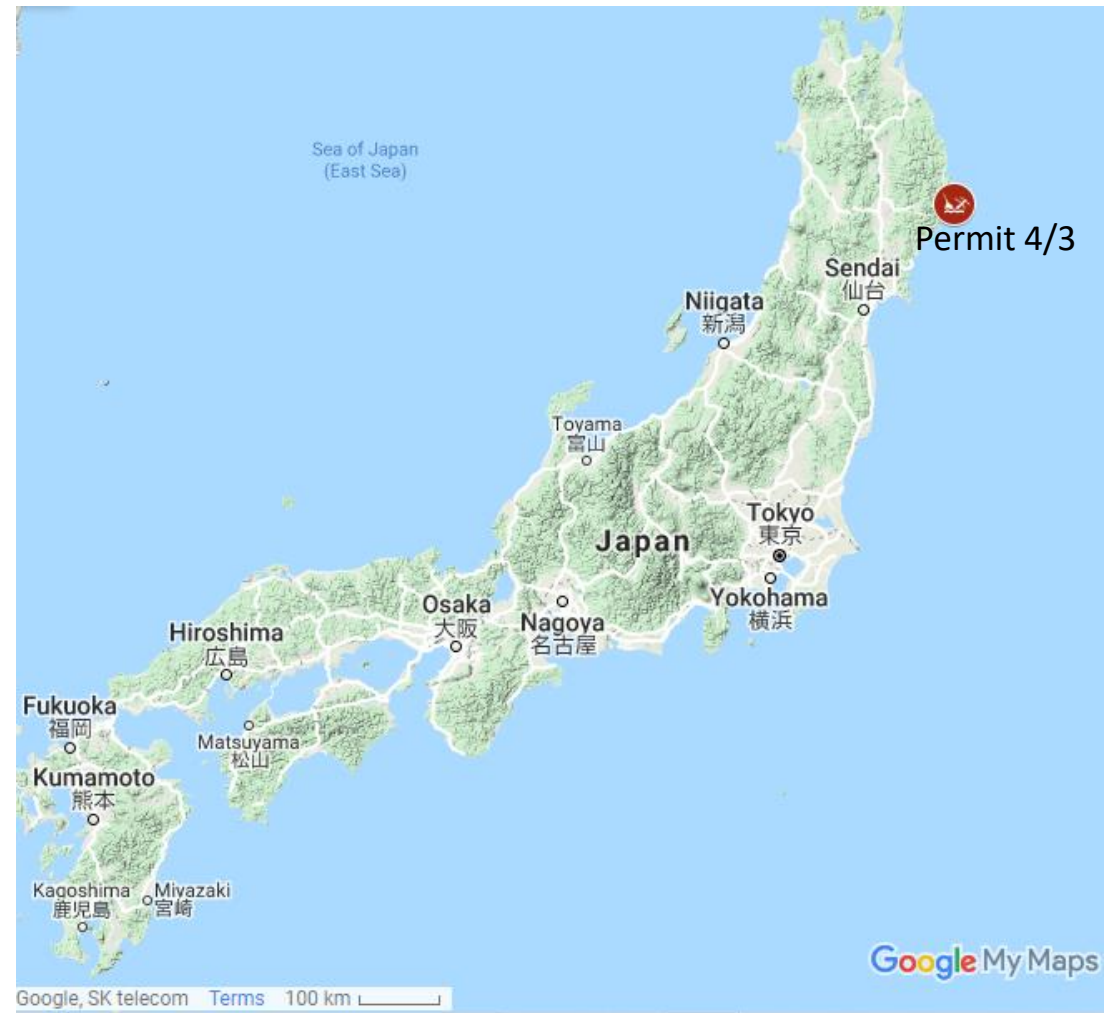 Sea of Japan
(East Sea)
Permit 4/3
Sendai
仙台
Niigata
新潟
Toyama
富山
Tokyo
東京
Japan
Yokohama
横浜
Osaka
大阪
Nagoya
名古屋
Hiroshima
広島
Fukuoka
福岡
Matsuyama
松山
Kumamoto
熊本
Kagoshima
鹿児島
Miyazaki
宮崎
Google My Maps
Google, SK telecom Terms 100 km